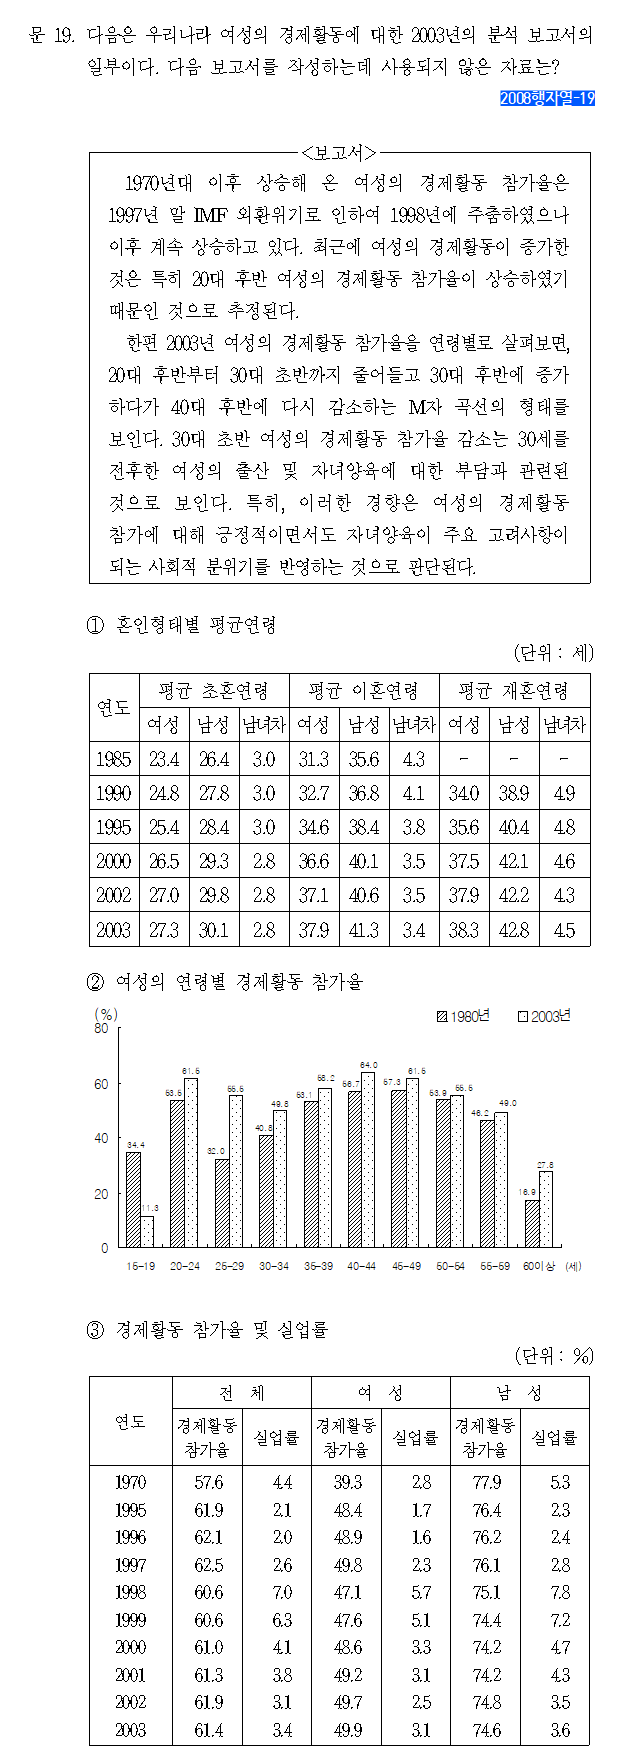 문 19. 다음은 우리나라 여성의 경제활동에 대한 2003년의 분석 보고서의
일부이다. 다음 보고서를 작성하는데 사용되지 않은 자료는?
2008행자열-19
<보고서>
1970년대 이후 상승해 온 여성의 경제활동 참가율은
1997년 말 IMF 외환위기로 인하여 1998년에 주춤하였으나
이후 계속 상승하고 있다. 최근에 여성의 경제활동이 증가한
것은 특히 20대 후반 여성의 경제활동 참가율이 상승하였기
때문인 것으로 추정된다.
한편 2003년 여성의 경제활동 참가율을 연령별로 살펴보면,
20대 후반부터 30대 초반까지 줄어들고 30대 후반에 증가
하다가 40대 후반에 다시 감소하는 M자 곡선의 형태를
보인다. 30대 초반 여성의 경제활동 참가율 감소는 30세를
전후한 여성의 출산 및 자녀양육에 대한 부담과 관련된
것으로 보인다. 특히, 이러한 경향은 여성의 경제활동
참가에 대해 긍정적이면서도 자녀양육이 주요 고려사항이
되는 사회적 분위기를 반영하는 것으로 판단된다.
① 혼인형태별 평균연령
(단위 : 세)
연도 평균 초혼연령 평균 이혼연령 평균 재혼연령
여성 남성 남녀차 여성 남성 남녀차 여성 남성 남녀차
1985 23.4 26.4 3.0 31.3 35.6 4.3 - - -
1990 24.8 27.8 3.0 32.7 36.8 4.1 34.0 38.9 4.9
1995 25.4 28.4 3.0 34.6 38.4 3.8 35.6 40.4 4.8
2000 26.5 29.3 2.8 36.6 40.1 3.5 37.5 42.1 4.6
2002 27.0 29.8 2.8 37.1 40.6 3.5 37.9 42.2 4.3
2003 27.3 30.1 2.8 37.9 41.3 3.4 38.3 42.8 4.5
② 여성의 연령별 경제활동 참가율
(%)
1980년 2003년
80
60
40
20
0
34.4 11.3 53.5 61.5 32.0 55.5 40.8 49.8 53.1 58.2 56.7 64.0 57.3 61.5 53.9 55.5 46.2 49.0 16.9 27.8
15-19 20-24 25-29 30-34 35-39 40-44 45-49 50-54 55-59 60이상 (세)
③ 경제활동 참가율 및 실업률
(단위 : %)
연도 전 체 여 성 남 성
경제활동 참가율 실업률 경제활동 참가율 실업률 경제활동 참가율 실업률
1970 57.6 4.4 39.3 2.8 77.9 5.3
1995 61.9 2.1 48.4 1.7 76.4 2.3
1996 62.1 2.0 48.9 1.6 76.2 2.4
1997 62.5 2.6 49.8 2.3 76.1 2.8
1998 60.6 7.0 47.1 5.7 75.1 7.8
1999 60.6 6.3 47.6 5.1 74.4 7.2
2000 61.0 4.1 48.6 3.3 74.2 4.7
2001 61.3 3.8 49.2 3.1 74.2 4.3
2002 61.9 3.1 49.7 2.5 74.8 3.5
2003 61.4 3.4 49.9 3.1 74.6 3.6